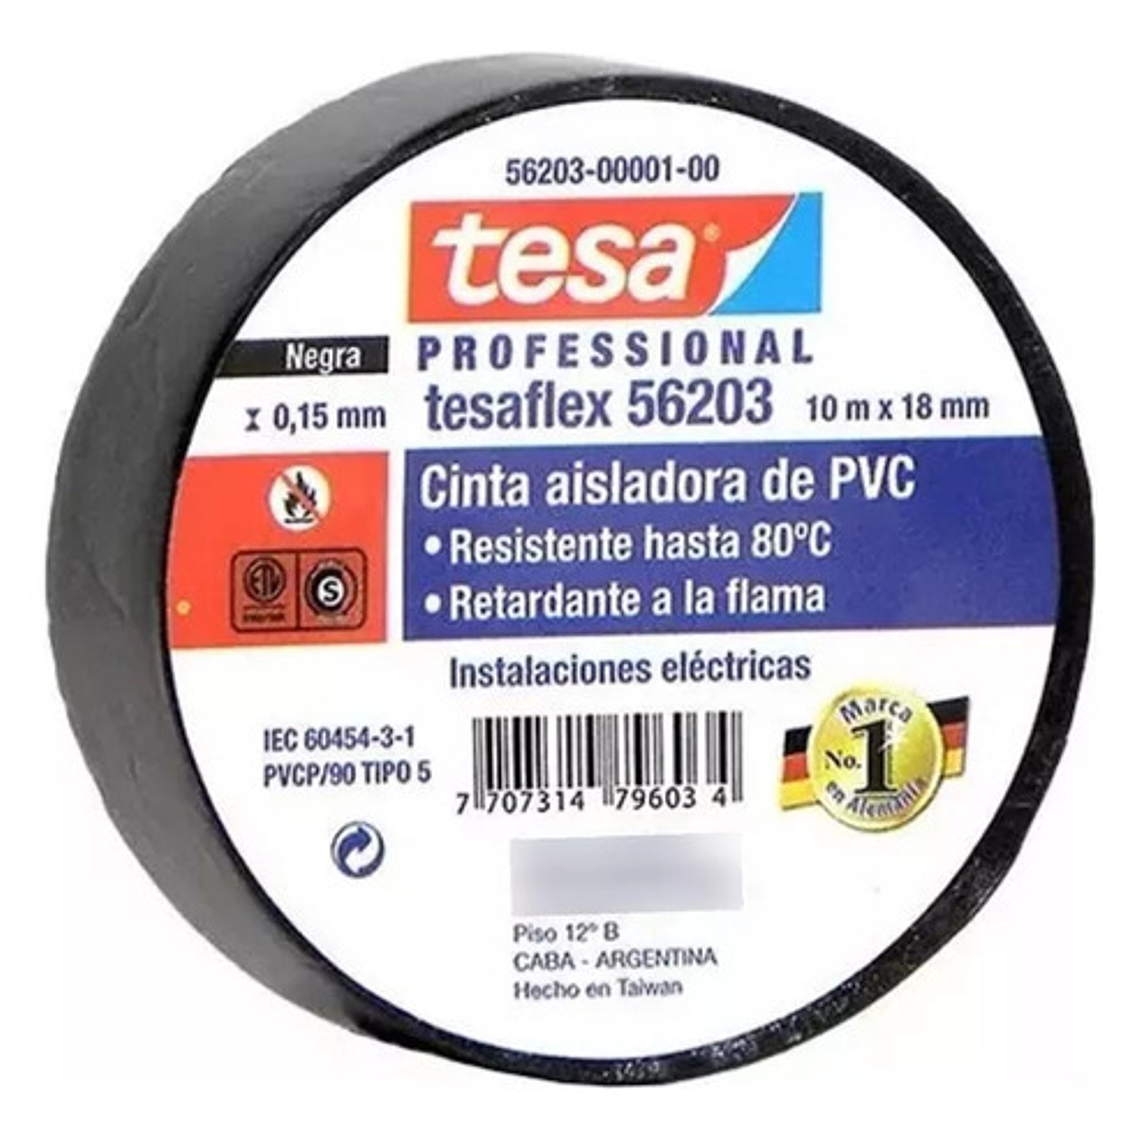 56203-00001-00
tesa®
PROFESSIONAL
Negra
0,15 mm
tesaflex 56203 10 m x 18 mm
Cinta aisladora de PVC
• Resistente hasta 80°C
• Retardante a la flama
ETL
S
Instalaciones eléctricas
IEC 60454-3-1
PVCP/90 TIPO 5
7 707314 79603 4
Marca
No. 1
en Alemania
Piso 12° B
CABA - ARGENTINA
Hecho en Taiwan